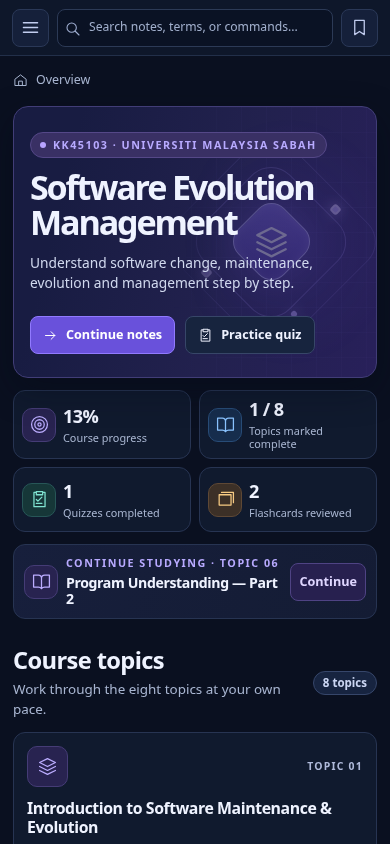 Search notes, terms, or commands...
Overview
KK45103 · UNIVERSITI MALAYSIA SABAH
Software Evolution
Management
Understand software change, maintenance,
evolution and management step by step.
Continue notes
Practice quiz
13%
Course progress
1 / 8
Topics marked
complete
1
Quizzes completed
2
Flashcards reviewed
CONTINUE STUDYING · TOPIC 06
Program Understanding — Part
2
Continue
Course topics
Work through the eight topics at your own
pace.
8 topics
TOPIC 01
Introduction to Software Maintenance &
Evolution